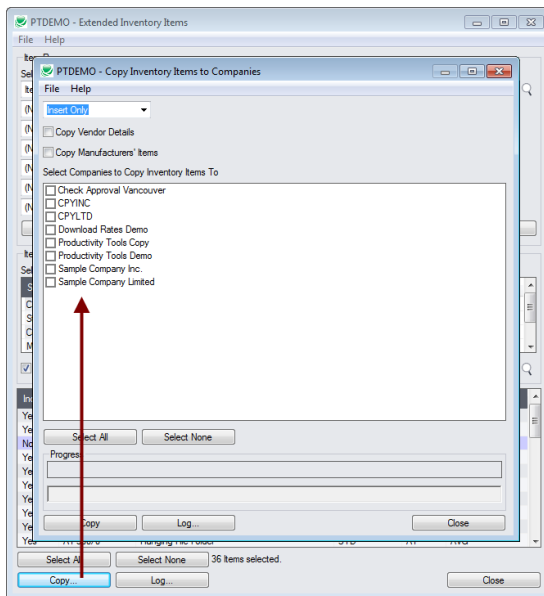 PTDEMO - Extended Inventory Items
File Help
PTDEMO - Copy Inventory Items to Companies
File Help
Insert Only
Copy Vendor Details
Copy Manufacturers' Items
Select Companies to Copy Inventory Items To
Check Approval Vancouver
CPYINC
CPYLTD
Download Rates Demo
Productivity Tools Copy
Productivity Tools Demo
Sample Company Inc.
Sample Company Limited
Select All Select None
Progress
Copy Log... Close
Select All Select None 36 Items selected.
Copy... Log... Close